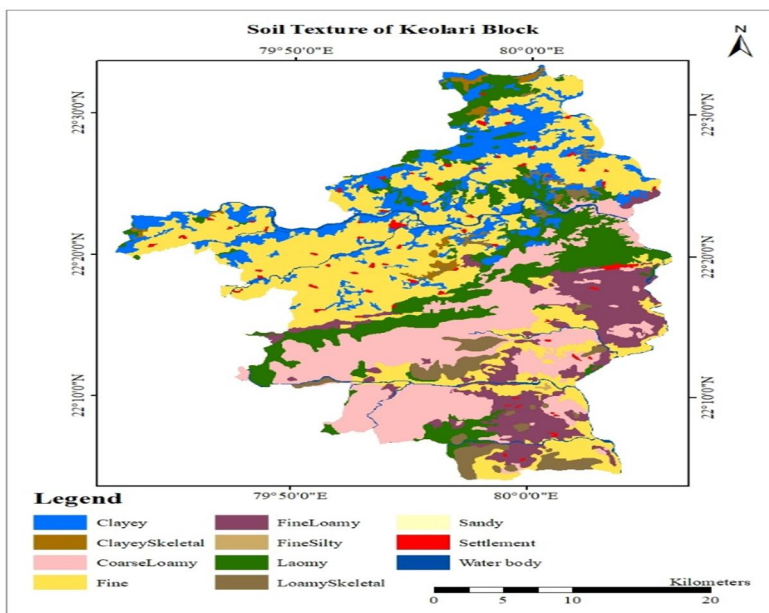 Soil Texture of Keolari Block
N
79°50'0"E 80°0'0"E
22°30'0"N 22°30'0"N
22°20'0"N 22°20'0"N
22°10'0"N 22°10'0"N
79°50'0"E 80°0'0"E
Legend
Clayey
ClayeySkeletal
CoarseLoamy
Fine
FineLoamy
FineSilty
Laomy
LoamySkeletal
Sandy
Settlement
Water body
Kilometers
0 5 10 20